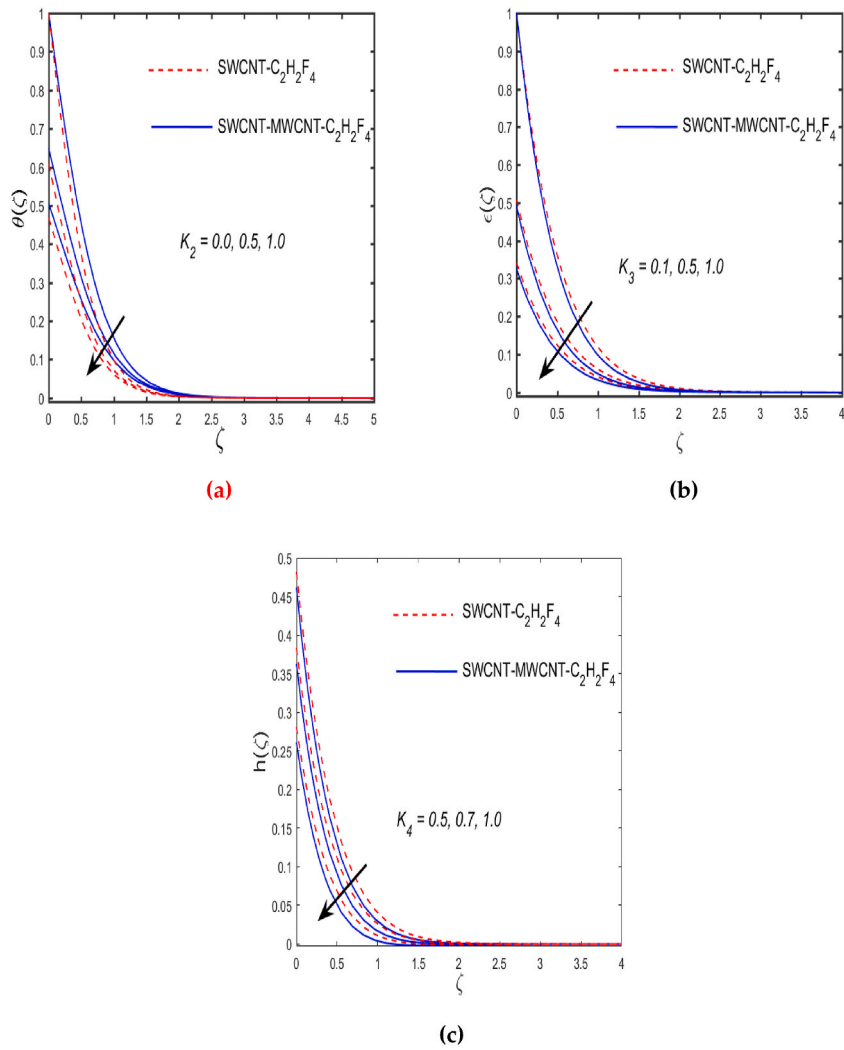 1
0.9
0.8
0.7
0.6
0.5
0.4
0.3
0.2
0.1
0
θ(ζ)
SWCNT-C₂H₂F₄
SWCNT-MWCNT-C₂H₂F₄
K₂ = 0.0, 0.5, 1.0
0 0.5 1 1.5 2 2.5 3 3.5 4 4.5 5
ζ
(a)
1
0.9
0.8
0.7
0.6
0.5
0.4
0.3
0.2
0.1
0
ϵ(ζ)
SWCNT-C₂H₂F₄
SWCNT-MWCNT-C₂H₂F₄
K₃ = 0.1, 0.5, 1.0
0 0.5 1 1.5 2 2.5 3 3.5 4
ζ
(b)
0.5
0.45
0.4
0.35
0.3
0.25
0.2
0.15
0.1
0.05
0
h(ζ)
SWCNT-C₂H₂F₄
SWCNT-MWCNT-C₂H₂F₄
K₄ = 0.5, 0.7, 1.0
0 0.5 1 1.5 2 2.5 3 3.5 4
ζ
(c)